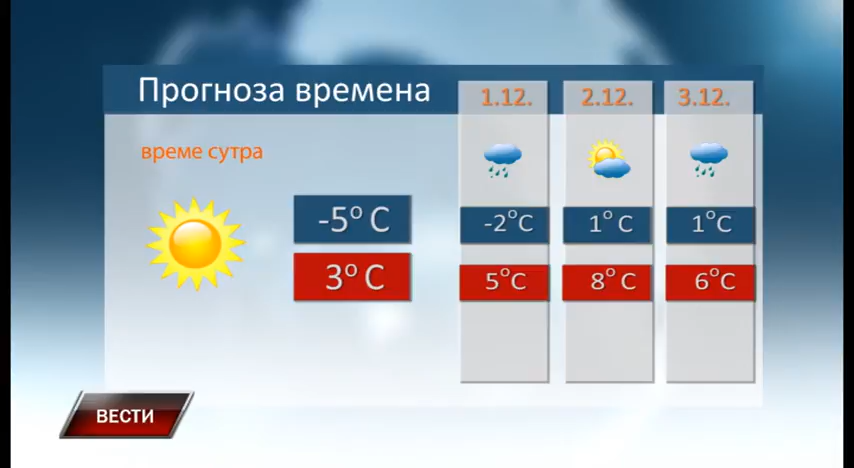 Прогноза времена
1.12. 2.12. 3.12.
време сутра
-5°C -2°C 1°C 1°C
3°C 5°C 8°C 6°C
ВЕСТИ